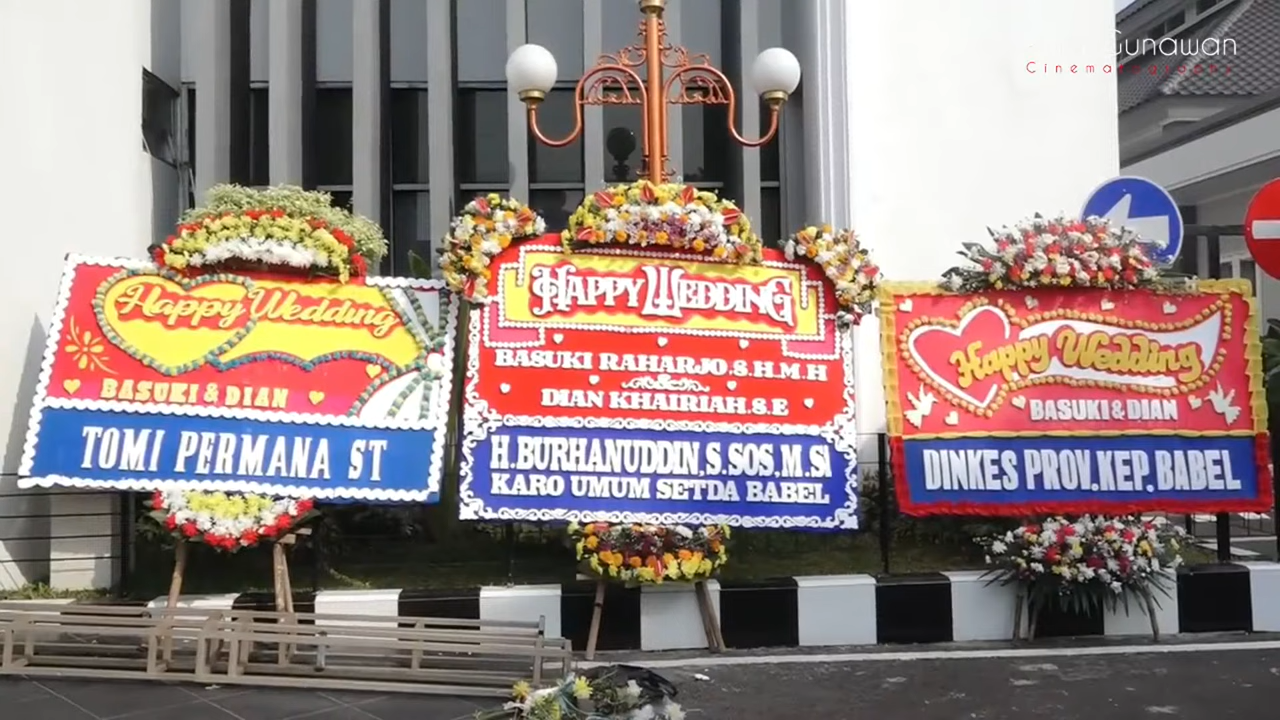 Gunawan
Cinematography
Happy Wedding
BASUKI & DIAN
TOMI PERMANA ST
HAPPY WEDDING
BASUKI RAHARJO.S.H.M.H
&
DIAN KHAIRIAH.S.E
H.BURHANUDDIN,S.SOS,M.Si
KARO UMUM SETDA BABEL
Happy Wedding
BASUKI & DIAN
DINKES PROV.KEP.BABEL